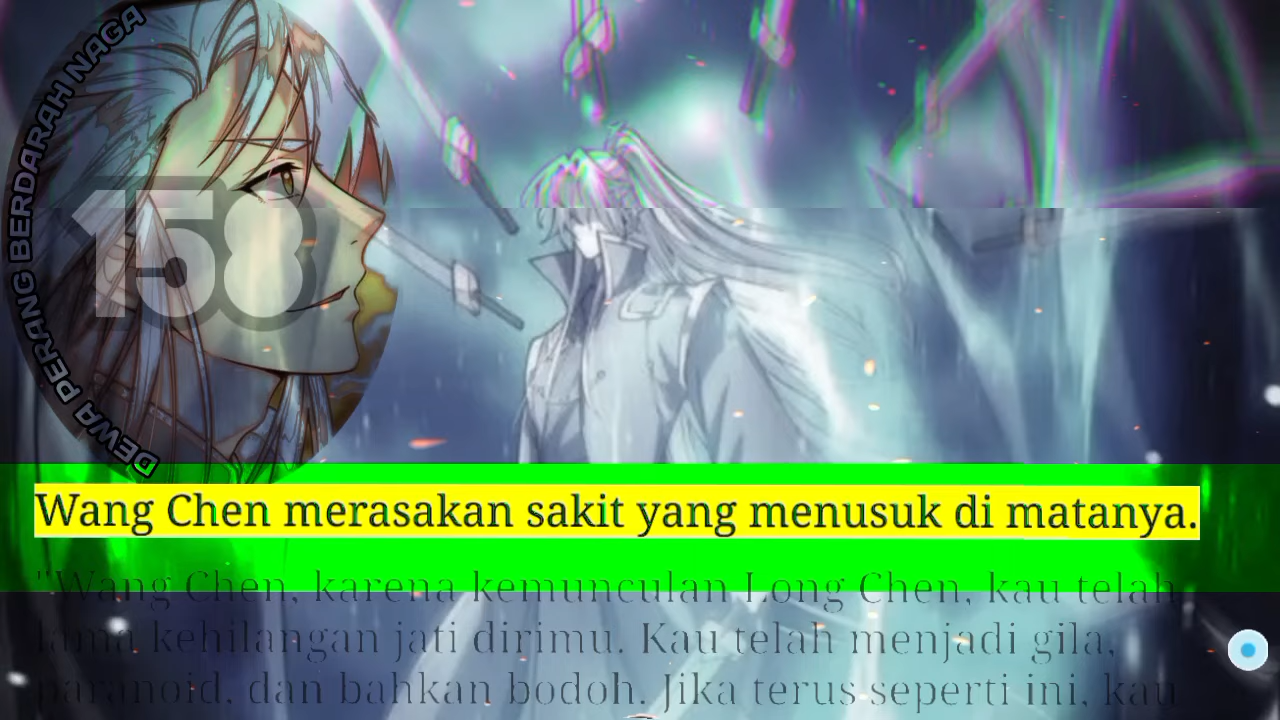 DEWA PERANG BERDARAH NAGA
158
Wang Chen merasakan sakit yang menusuk di matanya.
"Wang Chen, karena kemunculan Long Chen, kau telah
lama kehilangan jati dirimu. Kau telah menjadi gila,
paranoid, dan bahkan bodoh. Jika terus seperti ini, kau